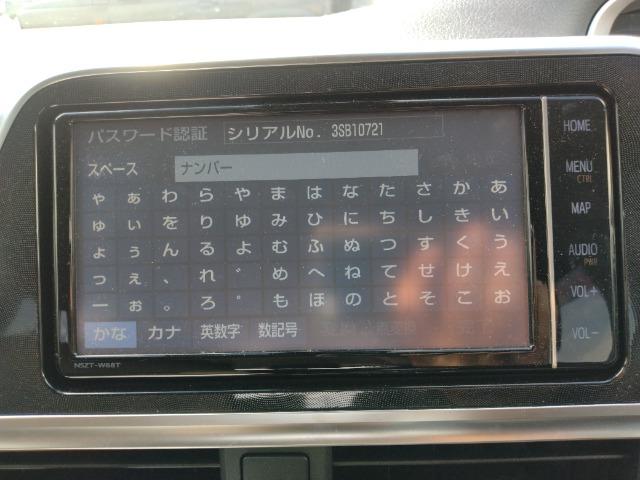 パスワード認証 シリアルNo. 3SB10721
スペース ナンバー
ゃ ぁ わ ら や ま は な た さ か あ
ゅ ぃ を り ゆ み ひ に ち し き い
ょ ぅ ん る よ む ふ ぬ つ す く う
っ ぇ 、 れ ゛ め へ ね て せ け え
ー ぉ 。 ろ ゜ も ほ の と そ こ お
かな カナ 英数字 数記号
NSZT-W68T
HOME
MENU
CTRL
MAP
AUDIO
PWR
VOL+
VOL-